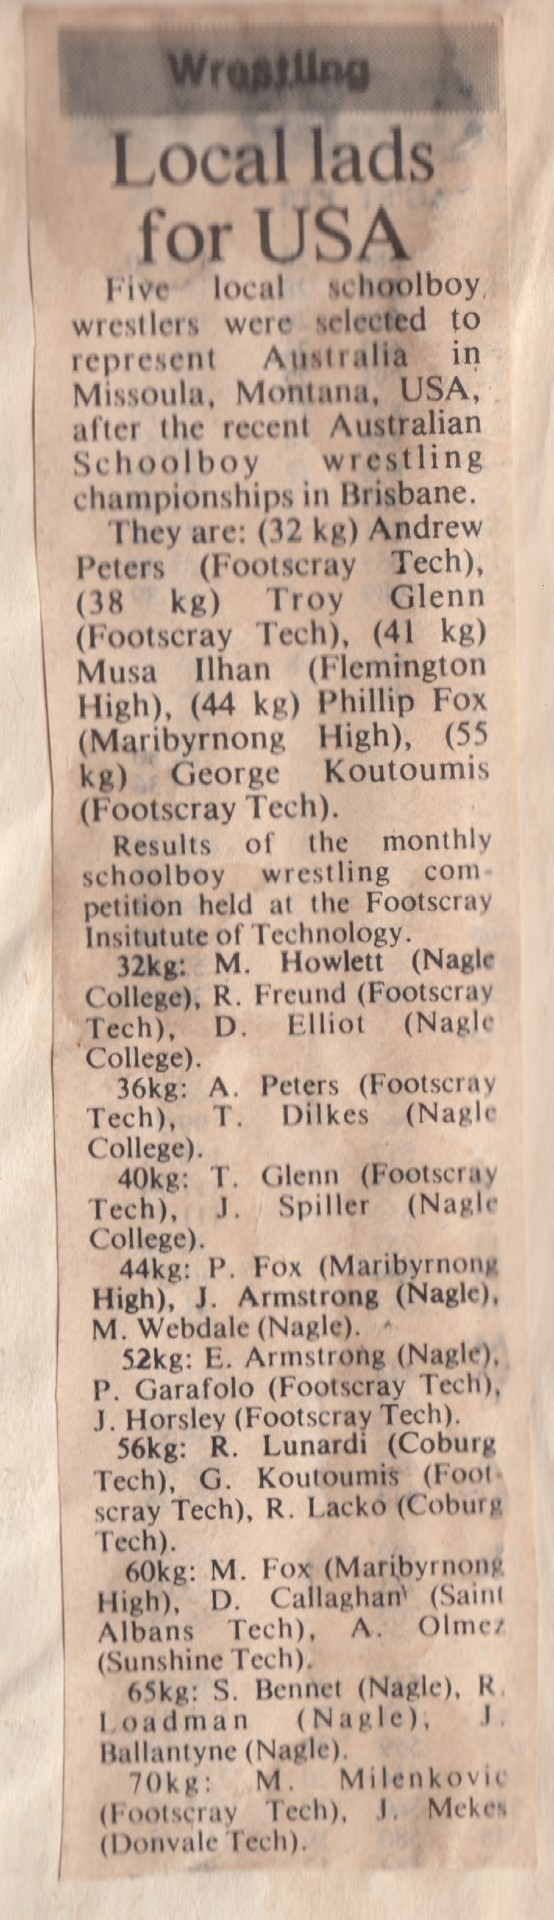 Wrestling
Local lads
for USA
Five local schoolboy
wrestlers were selected to
represent Australia in
Missoula, Montana, USA,
after the recent Australian
Schoolboy wrestling
championships in Brisbane.
They are: (32 kg) Andrew
Peters (Footscray Tech),
(38 kg) Troy Glenn
(Footscray Tech), (41 kg)
Musa Ilhan (Flemington
High), (44 kg) Phillip Fox
(Maribyrnong High), (55
kg) George Koutoumis
(Footscray Tech).
Results of the monthly
schoolboy wrestling com-
petition held at the Footscray
Insitutute of Technology.
32kg: M. Howlett (Nagle
College), R. Freund (Footscray
Tech), D. Elliot (Nagle
College).
36kg: A. Peters (Footscray
Tech), T. Dilkes (Nagle
College).
40kg: T. Glenn (Footscray
Tech), J. Spiller (Nagle
College).
44kg: P. Fox (Maribyrnong
High), J. Armstrong (Nagle),
M. Webdale (Nagle).
52kg: E. Armstrong (Nagle),
P. Garafolo (Footscray Tech),
J. Horsley (Footscray Tech).
56kg: R. Lunardi (Coburg
Tech), G. Koutoumis (Foot-
scray Tech), R. Lacko (Coburg
Tech).
60kg: M. Fox (Maribyrnong
High), D. Callaghan (Saint
Albans Tech), A. Olmez
(Sunshine Tech).
65kg: S. Bennet (Nagle), R.
Loadman (Nagle), J.
Ballantyne (Nagle).
70kg: M. Milenkovic
(Footscray Tech), J. Mekes
(Donvale Tech).